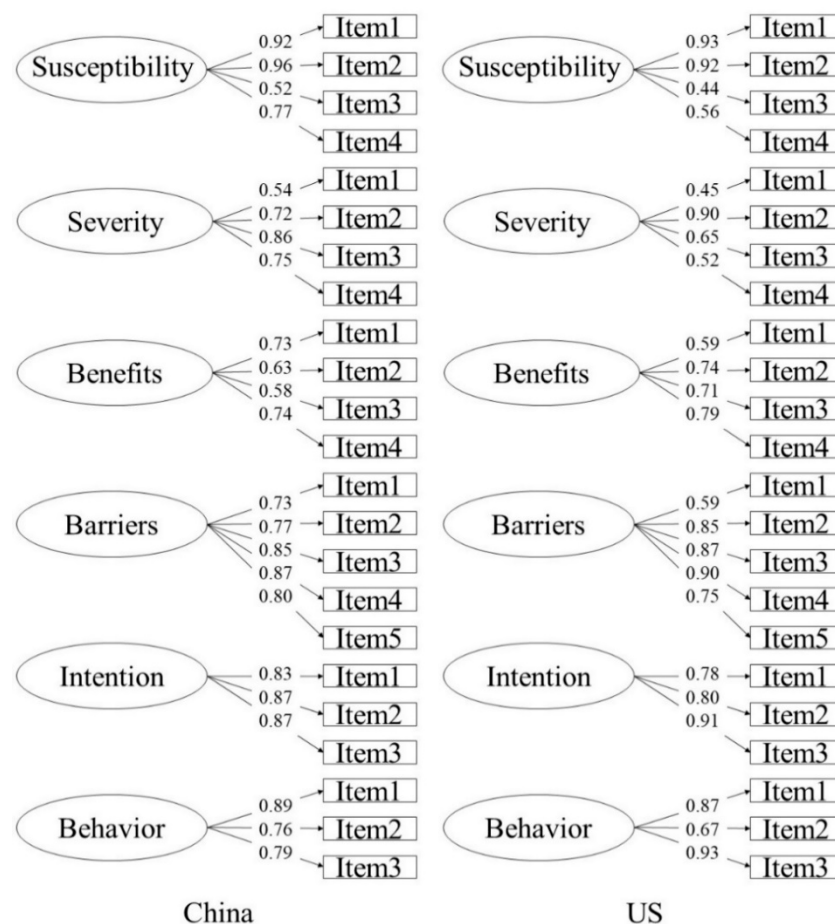 0.92 Item1 0.93 Item1
Susceptibility 0.96 Item2 Susceptibility 0.92 Item2
0.52 Item3 0.44 Item3
0.77 Item4 0.56 Item4
0.54 Item1 0.45 Item1
Severity 0.72 Item2 Severity 0.90 Item2
0.86 Item3 0.65 Item3
0.75 Item4 0.52 Item4
0.73 Item1 0.59 Item1
Benefits 0.63 Item2 Benefits 0.74 Item2
0.58 Item3 0.71 Item3
0.74 Item4 0.79 Item4
0.73 Item1 0.59 Item1
Barriers 0.77 Item2 Barriers 0.85 Item2
0.85 Item3 0.87 Item3
0.87 Item4 0.90 Item4
0.80 Item5 0.75 Item5
Intention 0.83 Item1 Intention 0.78 Item1
0.87 Item2 0.80 Item2
0.87 Item3 0.91 Item3
0.89 Item1 0.87 Item1
Behavior 0.76 Item2 Behavior 0.67 Item2
0.79 Item3 0.93 Item3
China US